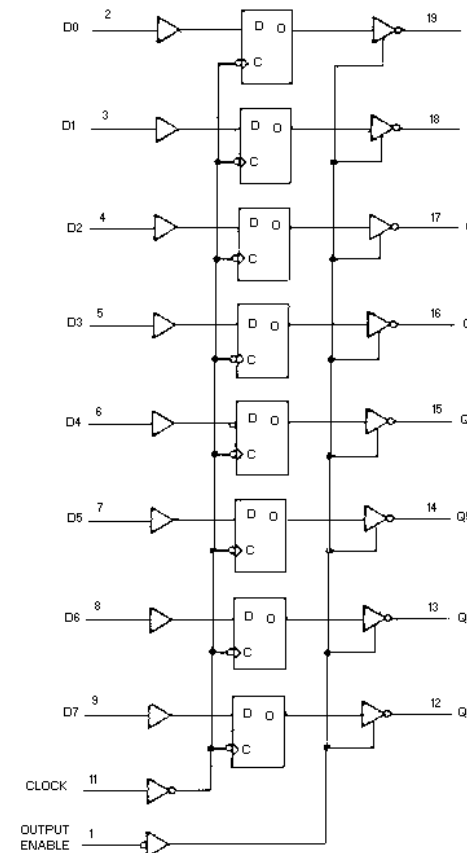 D0 2 D O 19
C
D1 3 D O 18
C
D2 4 D O 17
C
D3 5 D O 16
C
D4 6 D O 15 Q
C
D5 7 D O 14 Q5
C
D6 8 D O 13 Q
C
D7 9 D O 12 Q
C
CLOCK 11
OUTPUT
ENABLE 1